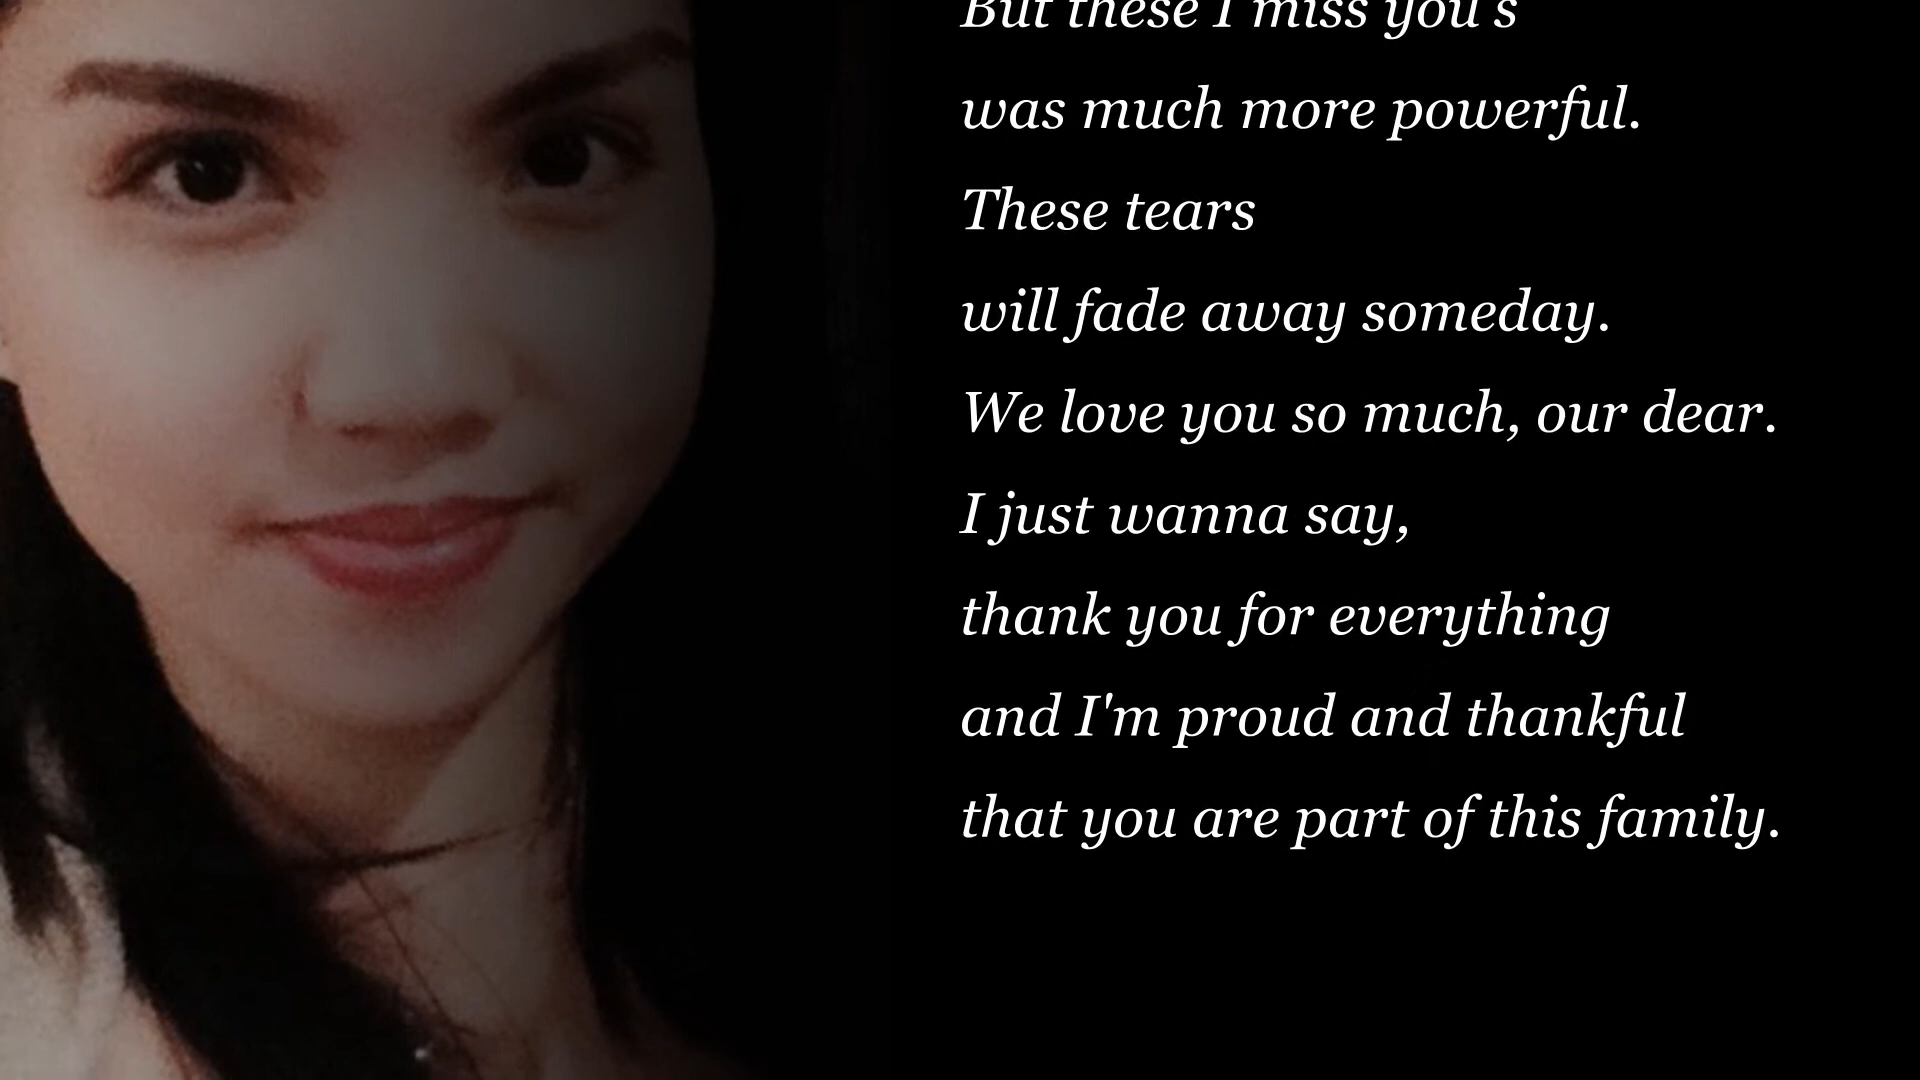 But these I miss you's
was much more powerful.
These tears
will fade away someday.
We love you so much, our dear.
I just wanna say,
thank you for everything
and I'm proud and thankful
that you are part of this family.